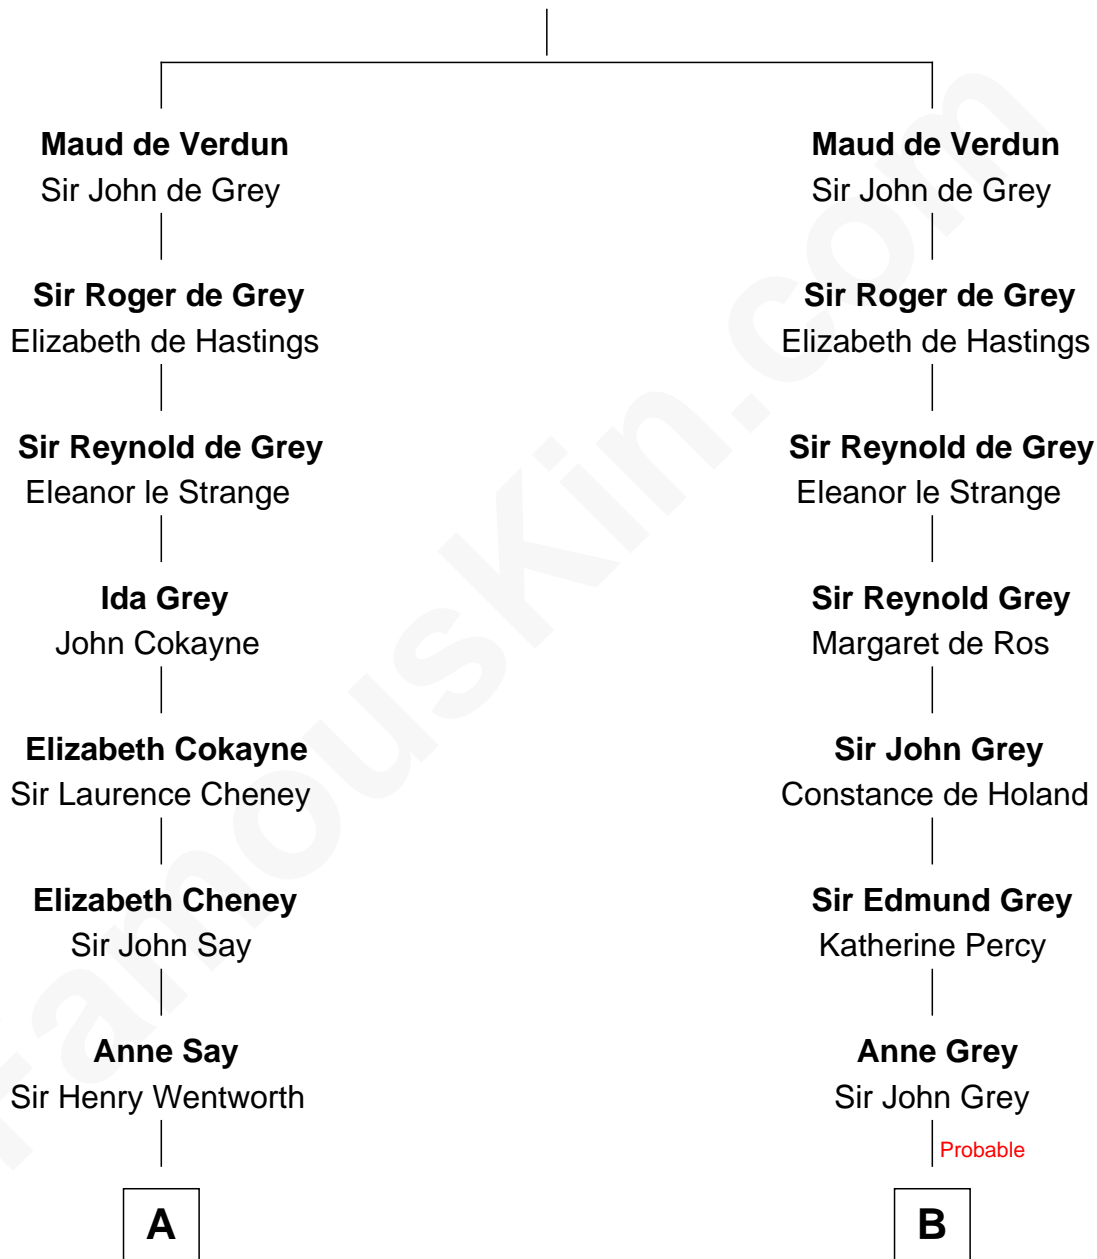 Maud de Verdun
Sir John de Grey
Sir Roger de Grey
Elizabeth de Hastings
Sir Reynold de Grey
Eleanor le Strange
Ida Grey
John Cokayne
Elizabeth Cokayne
Sir Laurence Cheney
Elizabeth Cheney
Sir John Say
Anne Say
Sir Henry Wentworth
A
Maud de Verdun
Sir John de Grey
Sir Roger de Grey
Elizabeth de Hastings
Sir Reynold de Grey
Eleanor le Strange
Sir Reynold Grey
Margaret de Ros
Sir John Grey
Constance de Holand
Sir Edmund Grey
Katherine Percy
Anne Grey
Sir John Grey
Probable
B
FamousKin.com